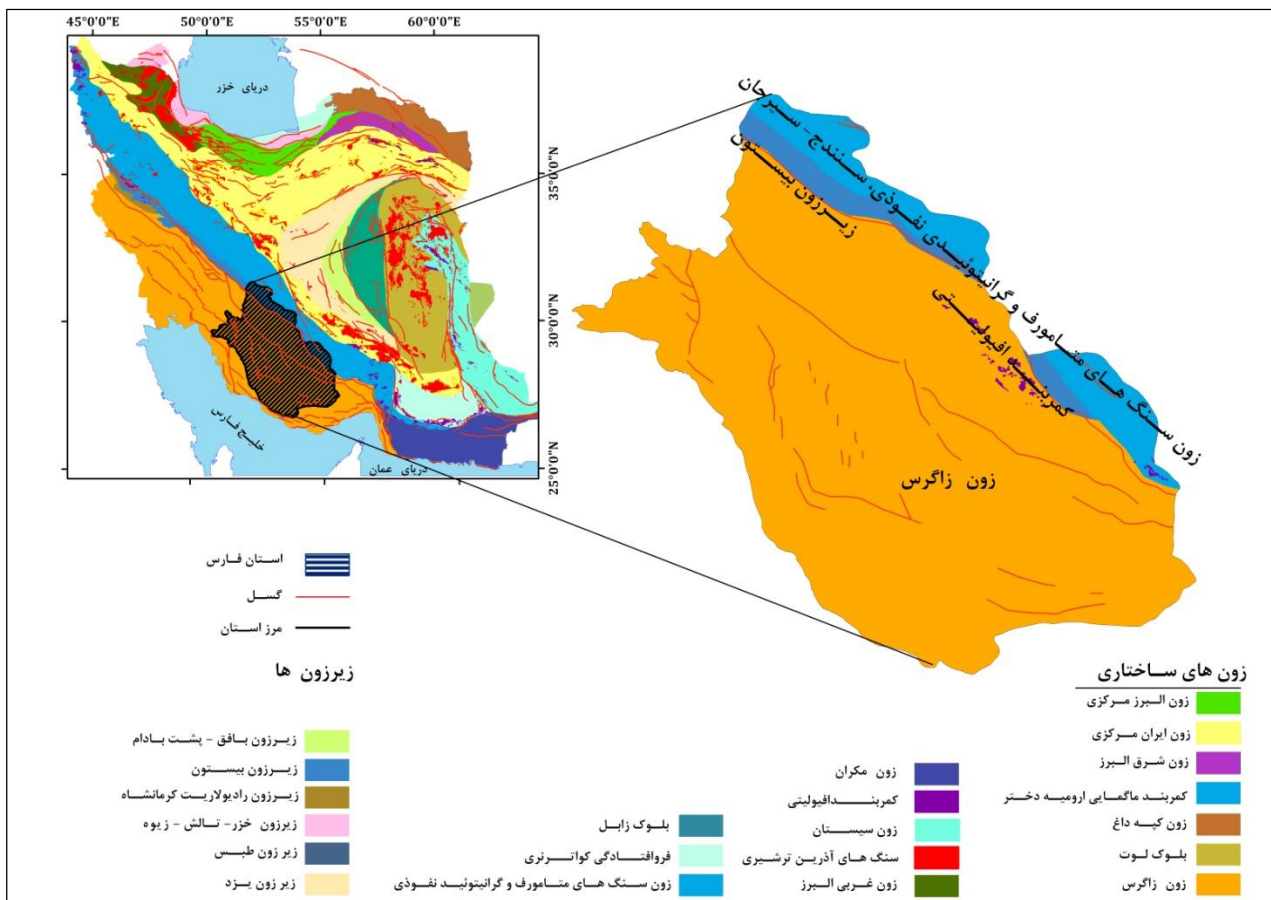 45°0'0"E 50°0'0"E 55°0'0"E 60°0'0"E
35°0'0"N
30°0'0"N
25°0'0"N
دریای خزر
خلیج فارس
دریای عمان
زون سنگ های متامورف و گرانیتوئیدی نفوذی، سنندج - سیرجان
زیرزون بیستون
کمربند افیولیتی
زون زاگرس
استان فارس
گسل
مرز استان
زیرزون ها
زیرزون بافق - پشت بادام
زیرزون بیستون
زیرزون رادیولاریت کرمانشاه
زیرزون خزر- تالش - زیوه
زیر زون طبس
زیر زون یزد
بلوک زابل
فروافتادگی کواترنری
زون سنگ های متامورف و گرانیتوئید نفوذی
زون مکران
کمربندافیولیتی
زون سیستان
سنگ های آذرین ترشیری
زون غربی البرز
زون های ساختاری
زون البرز مرکزی
زون ایران مرکزی
زون شرق البرز
کمربند ماگمایی ارومیه دختر
زون کپه داغ
بلوک لوت
زون زاگرس